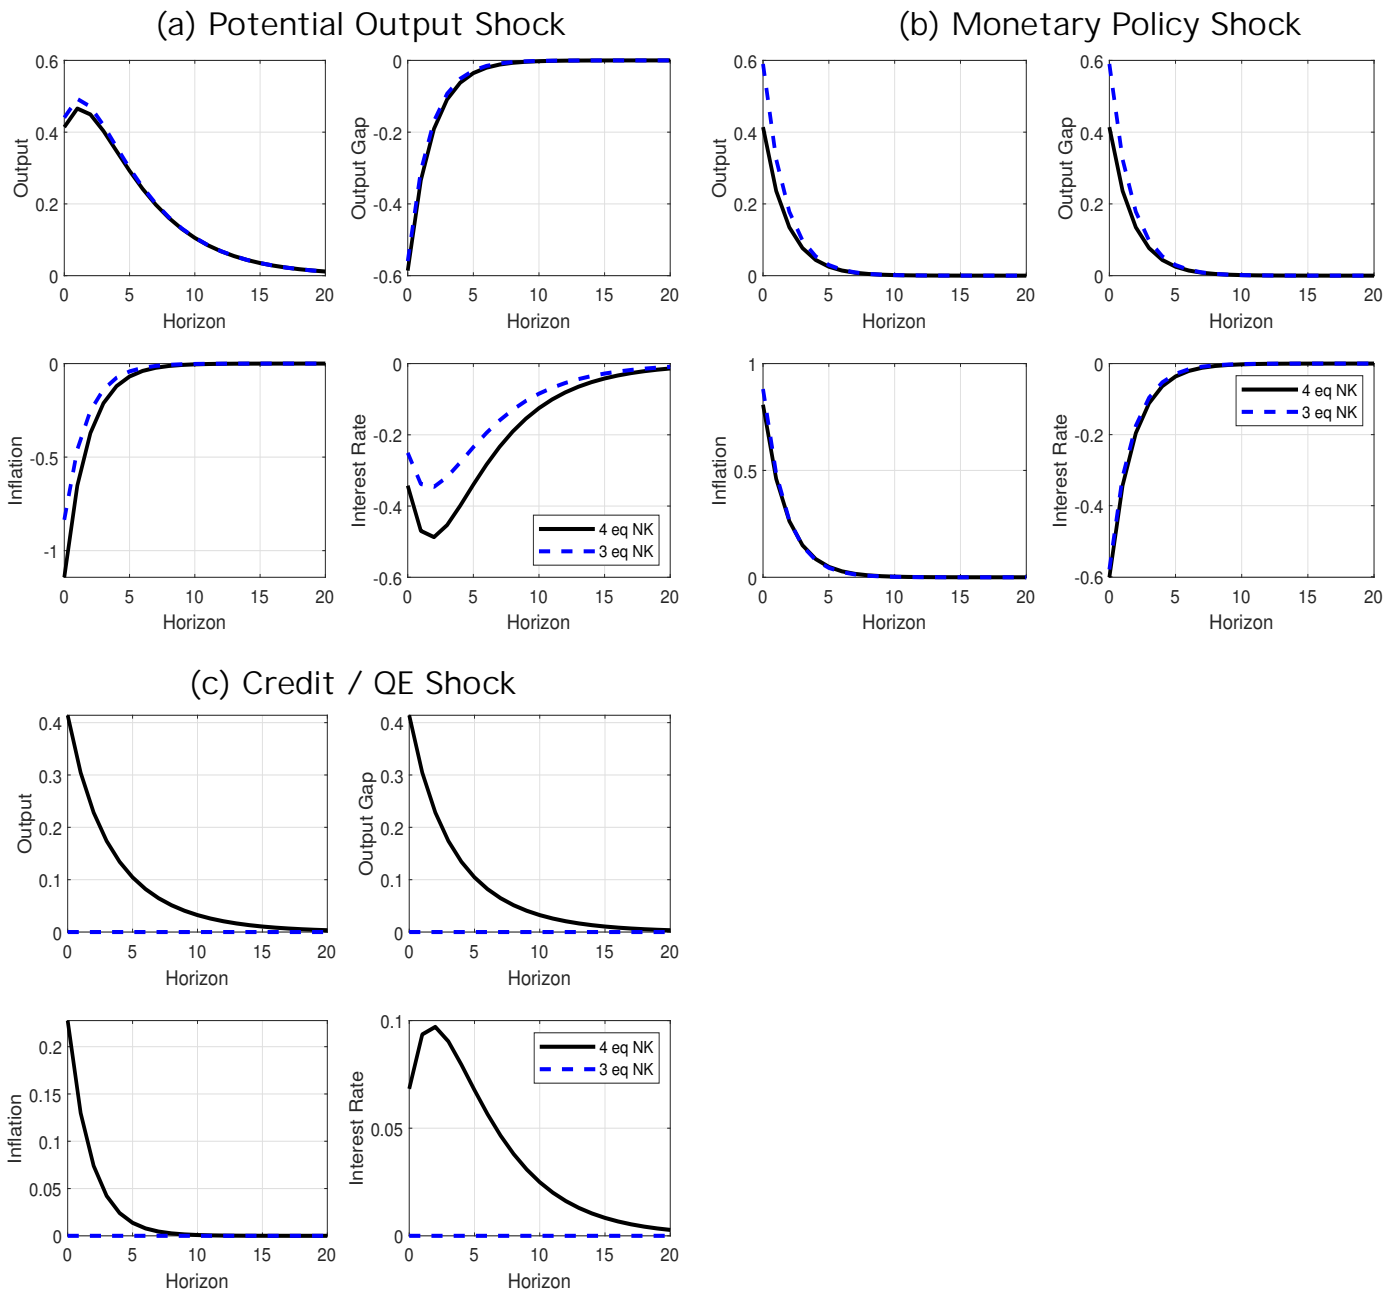 (a) Potential Output Shock
0.6
0.4
0.2
0
Output
0 5 10 15 20
Horizon
0
-0.2
-0.4
-0.6
Output Gap
0 5 10 15 20
Horizon
0
-0.5
-1
Inflation
0 5 10 15 20
Horizon
0
-0.2
-0.4
-0.6
Interest Rate
4 eq NK
3 eq NK
0 5 10 15 20
Horizon
(b) Monetary Policy Shock
0.6
0.4
0.2
0
Output
0 5 10 15 20
Horizon
0.6
0.4
0.2
0
Output Gap
0 5 10 15 20
Horizon
1
0.5
0
Inflation
0 5 10 15 20
Horizon
0
-0.2
-0.4
-0.6
Interest Rate
4 eq NK
3 eq NK
0 5 10 15 20
Horizon
(c) Credit / QE Shock
0.4
0.3
0.2
0.1
0
Output
0 5 10 15 20
Horizon
0.4
0.3
0.2
0.1
0
Output Gap
0 5 10 15 20
Horizon
0.2
0.15
0.1
0.05
0
Inflation
0 5 10 15 20
Horizon
0.1
0.05
0
Interest Rate
4 eq NK
3 eq NK
0 5 10 15 20
Horizon